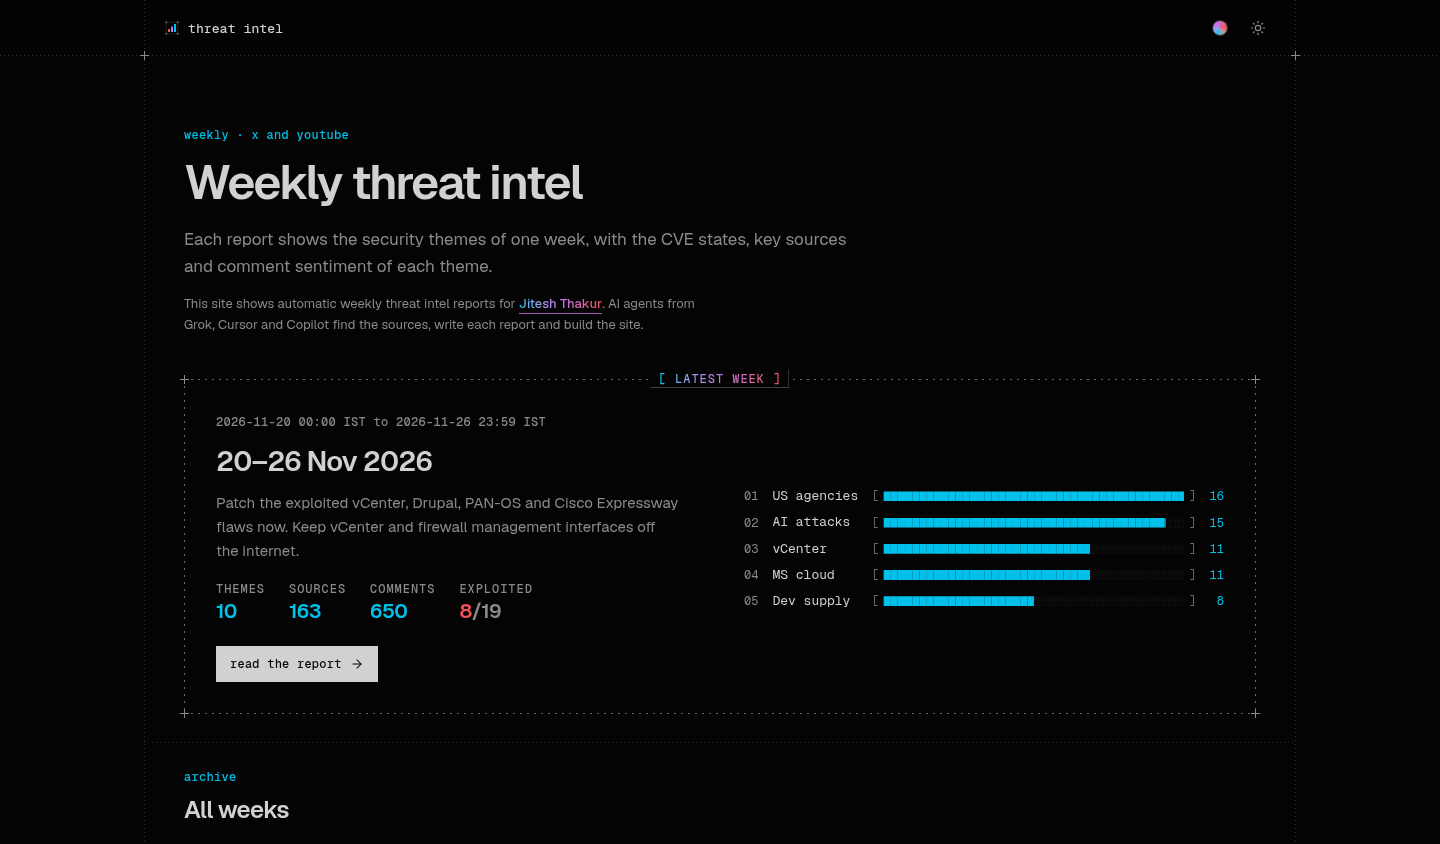 threat intel
weekly · x and youtube
Weekly threat intel
Each report shows the security themes of one week, with the CVE states, key sources
and comment sentiment of each theme.
This site shows automatic weekly threat intel reports for Jitesh Thakur. AI agents from
Grok, Cursor and Copilot find the sources, write each report and build the site.
[ LATEST WEEK ]
2026-11-20 00:00 IST to 2026-11-26 23:59 IST
20–26 Nov 2026
Patch the exploited vCenter, Drupal, PAN-OS and Cisco Expressway
flaws now. Keep vCenter and firewall management interfaces off
the internet.
THEMES SOURCES COMMENTS EXPLOITED
10 163 650 8/19
read the report →
01 US agencies [ ] 16
02 AI attacks [ ] 15
03 vCenter [ ] 11
04 MS cloud [ ] 11
05 Dev supply [ ] 8
archive
All weeks